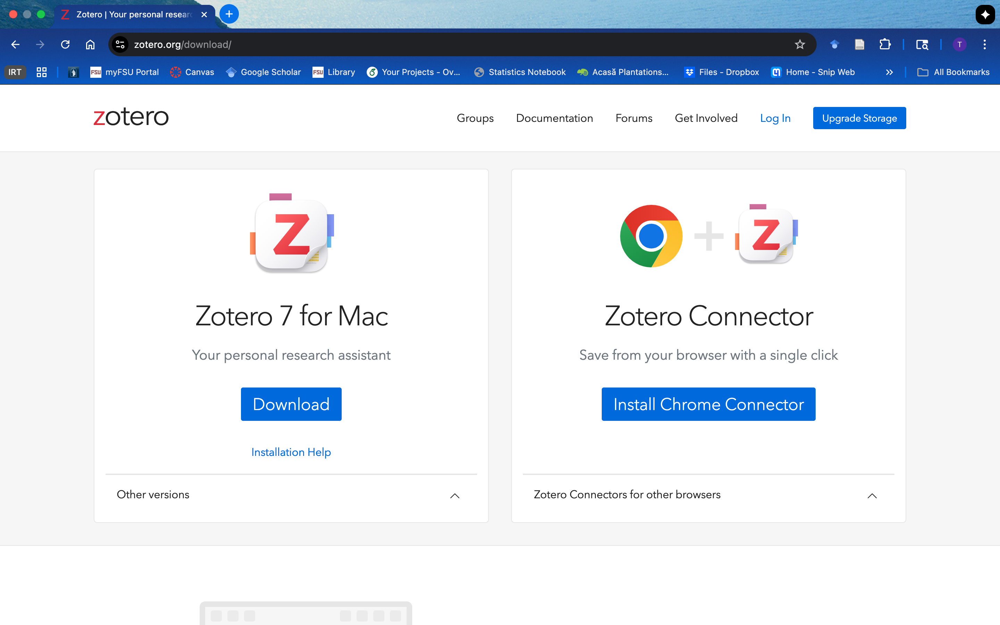 Zotero | Your personal resear
zotero.org/download/
T
IRT
FSU myFSU Portal
Canvas
Google Scholar
FSU Library
Your Projects - Ov...
Statistics Notebook
Acasă Plantations...
Files - Dropbox
Home - Snip Web
All Bookmarks
zotero
Groups
Documentation
Forums
Get Involved
Log In
Upgrade Storage
Z
Zotero 7 for Mac
Your personal research assistant
Download
Installation Help
Other versions
Z
Zotero Connector
Save from your browser with a single click
Install Chrome Connector
Zotero Connectors for other browsers